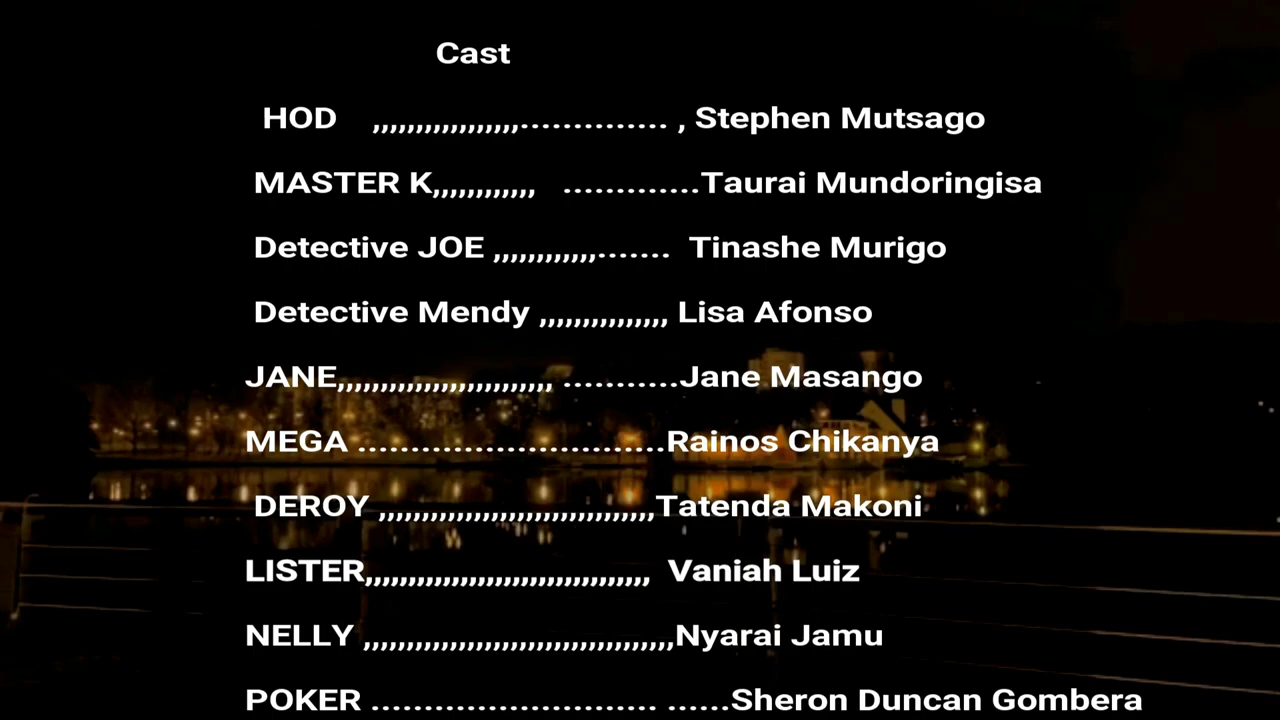 Cast
HOD ,,,,,,,,,,,,,,,,,.............. , Stephen Mutsago
MASTER K,,,,,,,,,,,, .............Taurai Mundoringisa
Detective JOE ,,,,,,,,,,,,....... Tinashe Murigo
Detective Mendy ,,,,,,,,,,,,,,, Lisa Afonso
JANE,,,,,,,,,,,,,,,,,,,,,,,,, ...........Jane Masango
MEGA .............................Rainos Chikanya
DEROY ,,,,,,,,,,,,,,,,,,,,,,,,,,,,,,,,Tatenda Makoni
LISTER,,,,,,,,,,,,,,,,,,,,,,,,,,,,,,,,, Vaniah Luiz
NELLY ,,,,,,,,,,,,,,,,,,,,,,,,,,,,,,,,,,,,Nyarai Jamu
POKER ........................... ......Sheron Duncan Gombera